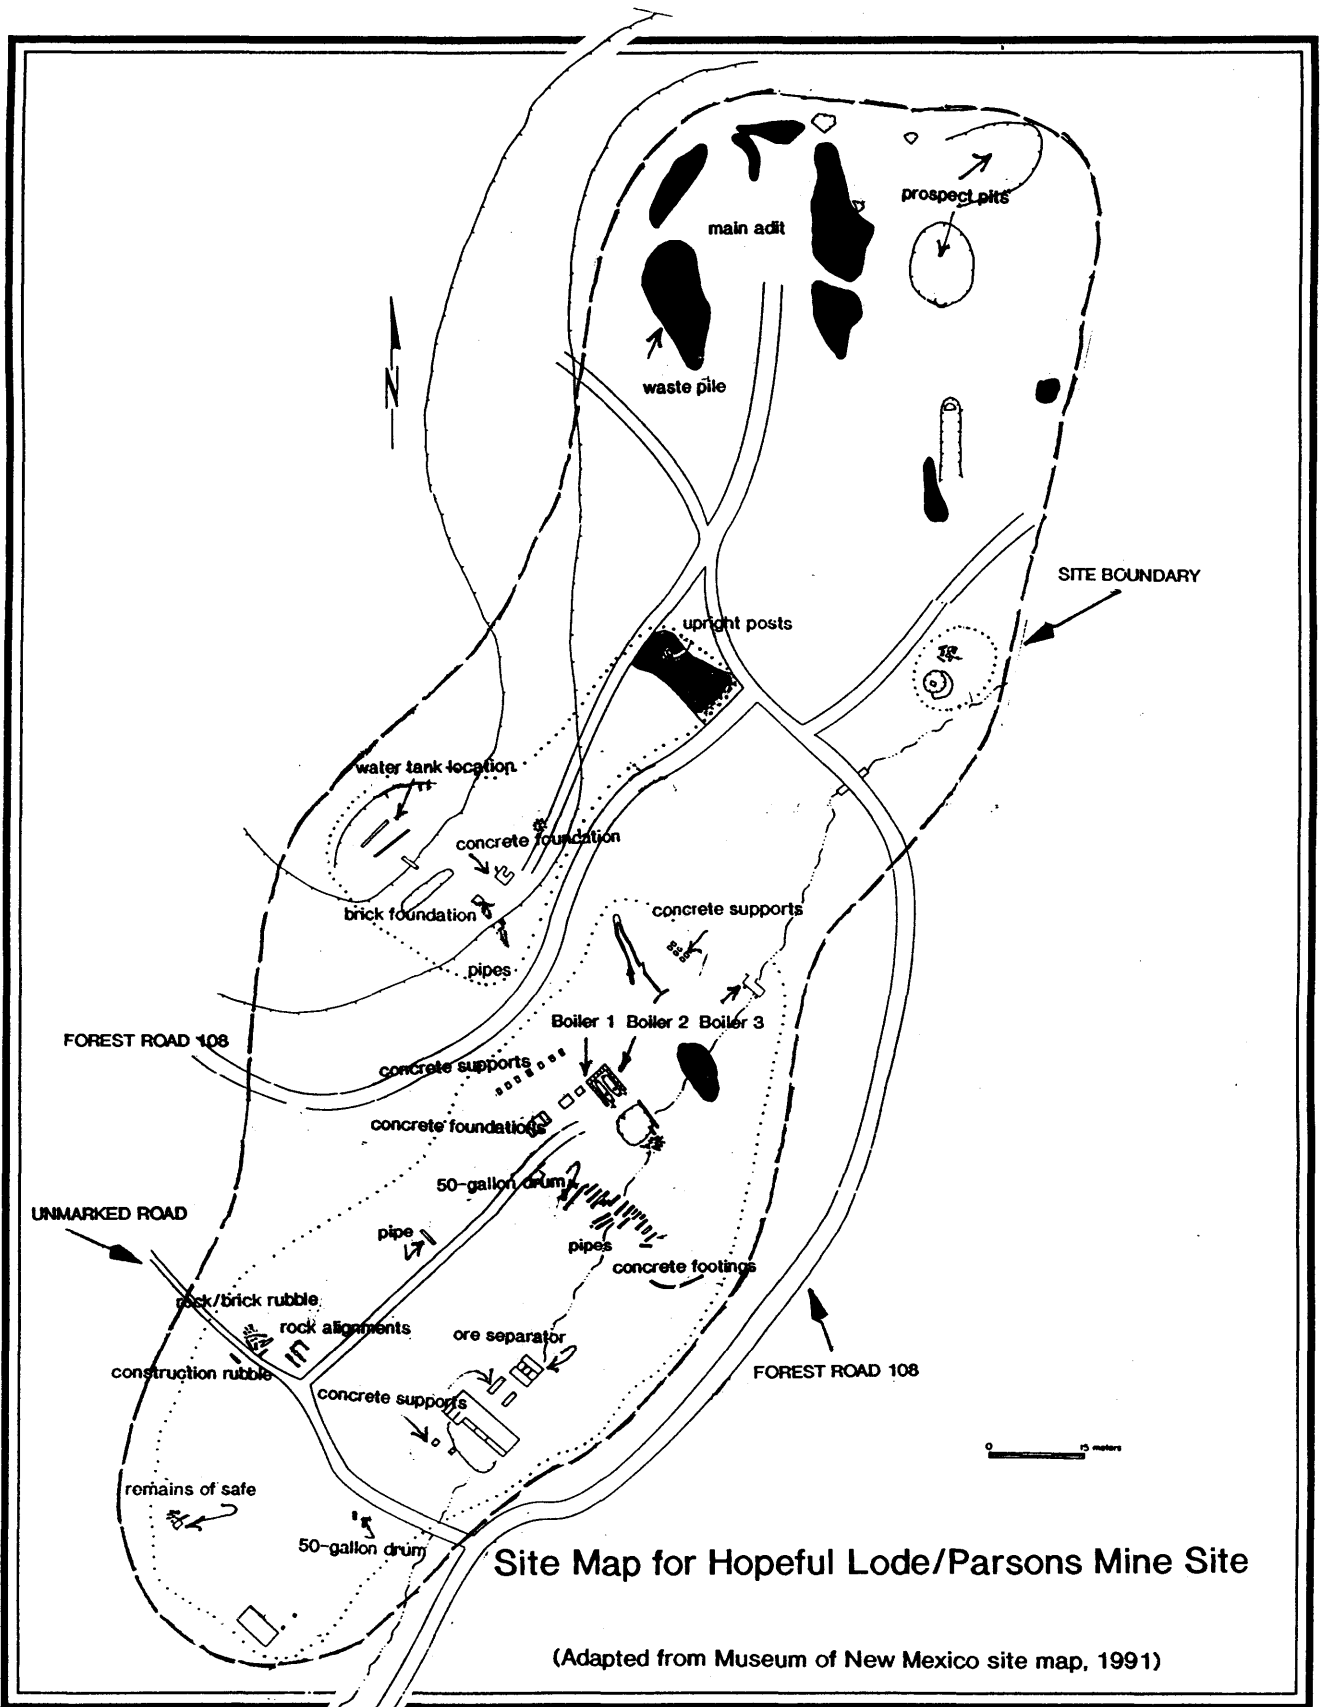 prospect pits
main adit
N
waste pile
SITE BOUNDARY
upright posts
water tank location
concrete foundation
concrete supports
brick foundation
pipes
Boiler 1 Boiler 2 Boiler 3
FOREST ROAD 108
concrete supports
concrete foundations
50-gallon drum
UNMARKED ROAD
pipe
pipes
concrete footings
rock/brick rubble
rock alignments
ore separator
construction rubble
FOREST ROAD 108
concrete supports
0 15 meters
remains of safe
50-gallon drum
Site Map for Hopeful Lode/Parsons Mine Site
(Adapted from Museum of New Mexico site map, 1991)